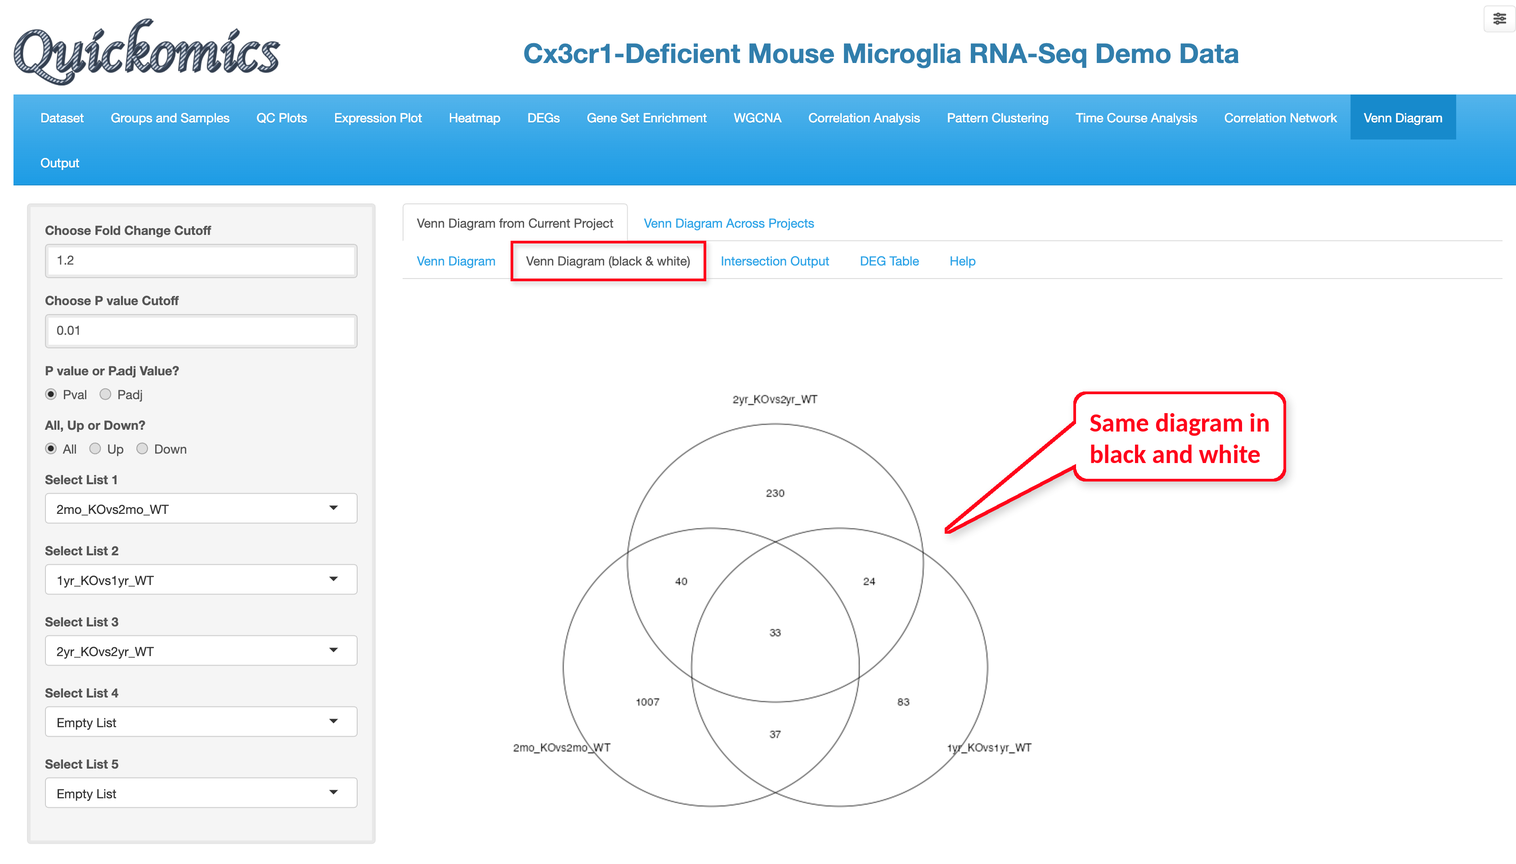 Quickomics
Cx3cr1-Deficient Mouse Microglia RNA-Seq Demo Data
Dataset Groups and Samples QC Plots Expression Plot Heatmap DEGs Gene Set Enrichment WGCNA Correlation Analysis Pattern Clustering Time Course Analysis Correlation Network Venn Diagram
Output
Choose Fold Change Cutoff
1.2
Choose P value Cutoff
0.01
P value or P.adj Value?
Pval Padj
All, Up or Down?
All Up Down
Select List 1
2mo_KOvs2mo_WT
Select List 2
1yr_KOvs1yr_WT
Select List 3
2yr_KOvs2yr_WT
Select List 4
Empty List
Select List 5
Empty List
Venn Diagram from Current Project Venn Diagram Across Projects
Venn Diagram Venn Diagram (black & white) Intersection Output DEG Table Help
2yr_KOvs2yr_WT
230
40 24
33
1007 83
37
2mo_KOvs2mo_WT 1yr_KOvs1yr_WT
Same diagram in
black and white